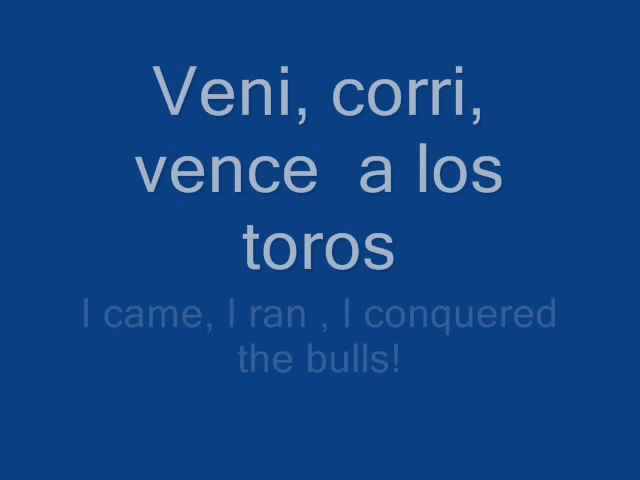 Veni, corri,
vence  a los
toros
I came, I ran , I conquered
the bulls!